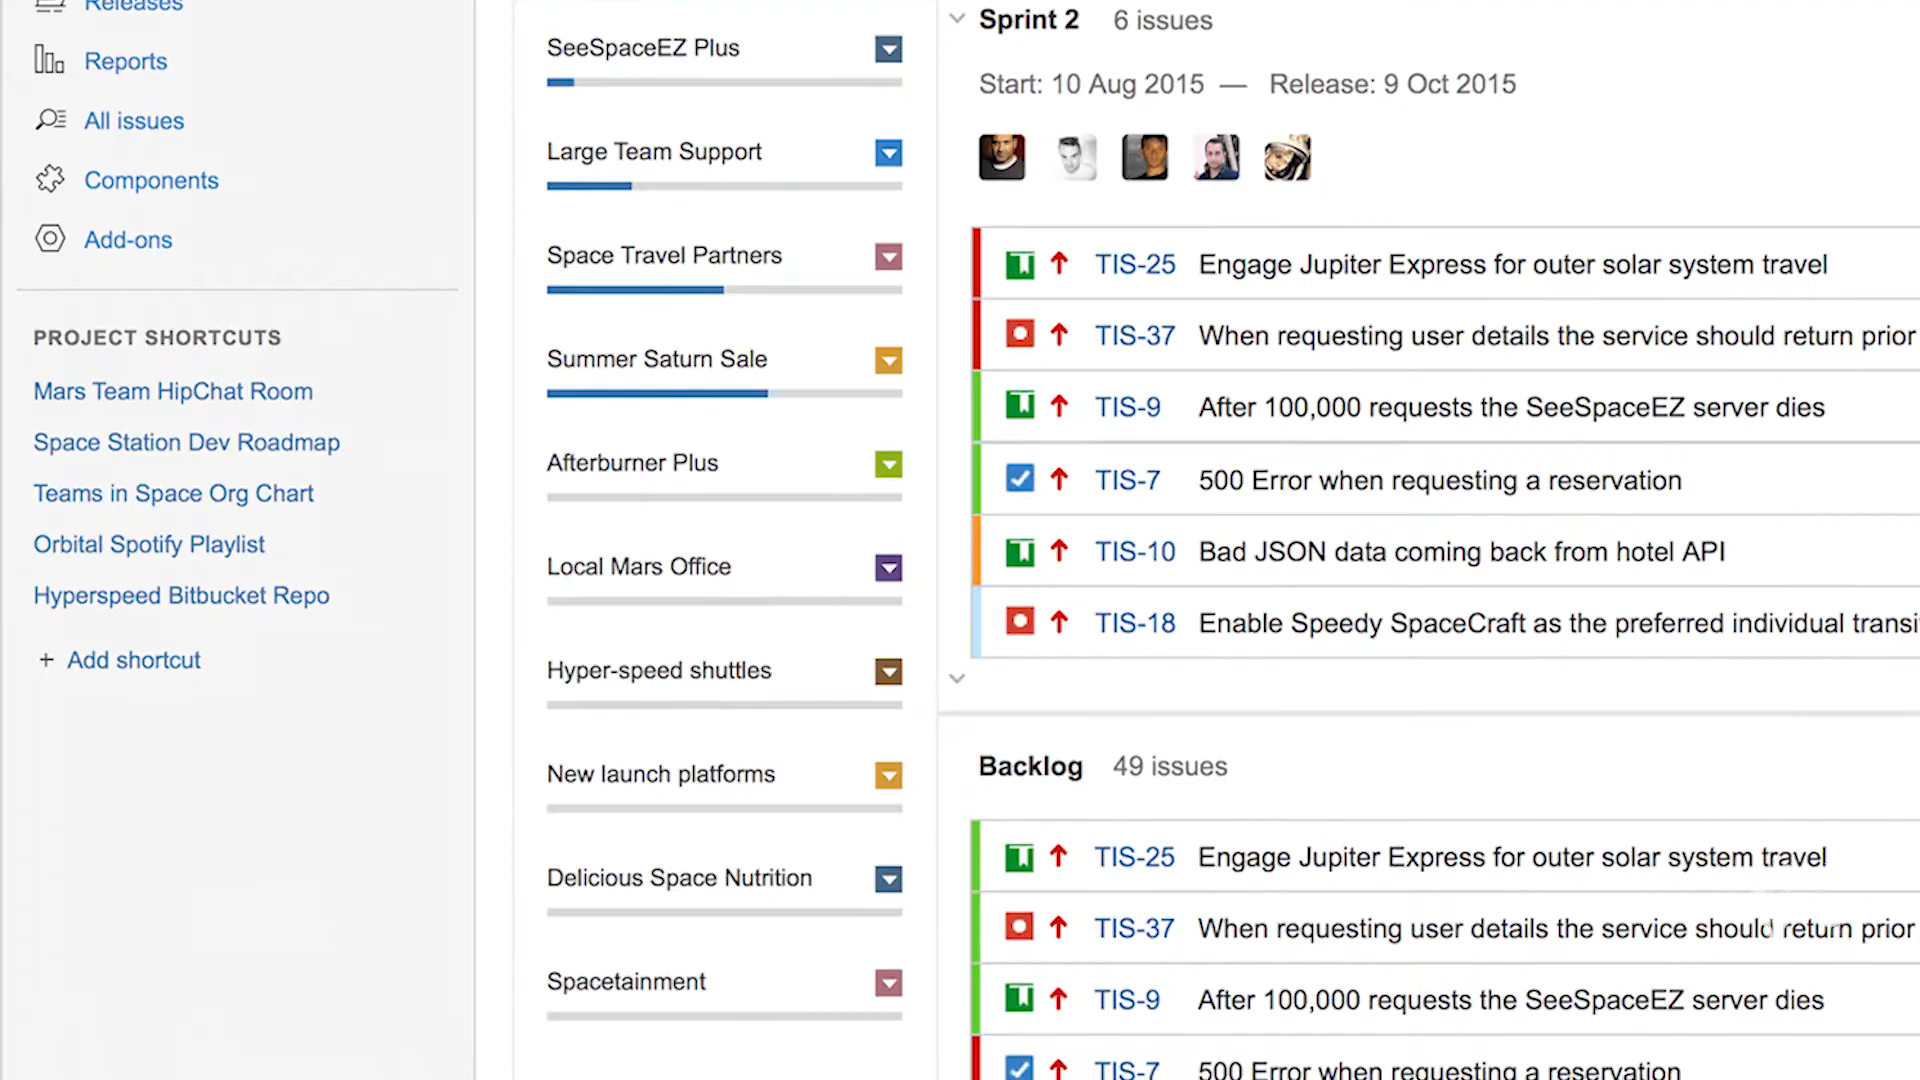 Releases
Reports
All issues
Components
Add-ons
PROJECT SHORTCUTS
Mars Team HipChat Room
Space Station Dev Roadmap
Teams in Space Org Chart
Orbital Spotify Playlist
Hyperspeed Bitbucket Repo
+ Add shortcut
SeeSpaceEZ Plus
Large Team Support
Space Travel Partners
Summer Saturn Sale
Afterburner Plus
Local Mars Office
Hyper-speed shuttles
New launch platforms
Delicious Space Nutrition
Spacetainment
Sprint 2 6 issues
Start: 10 Aug 2015 — Release: 9 Oct 2015
TIS-25 Engage Jupiter Express for outer solar system travel
TIS-37 When requesting user details the service should return prior
TIS-9 After 100,000 requests the SeeSpaceEZ server dies
TIS-7 500 Error when requesting a reservation
TIS-10 Bad JSON data coming back from hotel API
TIS-18 Enable Speedy SpaceCraft as the preferred individual transi
Backlog 49 issues
TIS-25 Engage Jupiter Express for outer solar system travel
TIS-37 When requesting user details the service should return prior
TIS-9 After 100,000 requests the SeeSpaceEZ server dies
TIS-7 500 Error when requesting a reservation